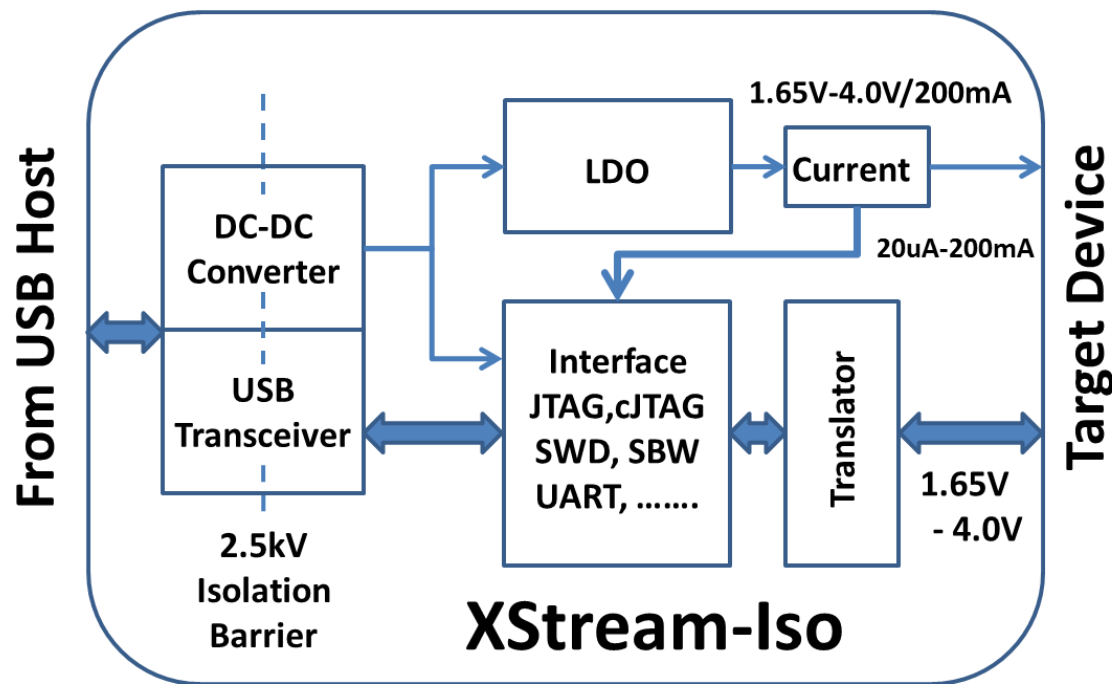 From USB Host
DC-DC
Converter
USB
Transceiver
2.5kV
Isolation
Barrier
LDO
1.65V-4.0V/200mA
Current
20uA-200mA
Interface
JTAG,cJTAG
SWD, SBW
UART, .......
Translator
1.65V
- 4.0V
Target Device
XStream-Iso